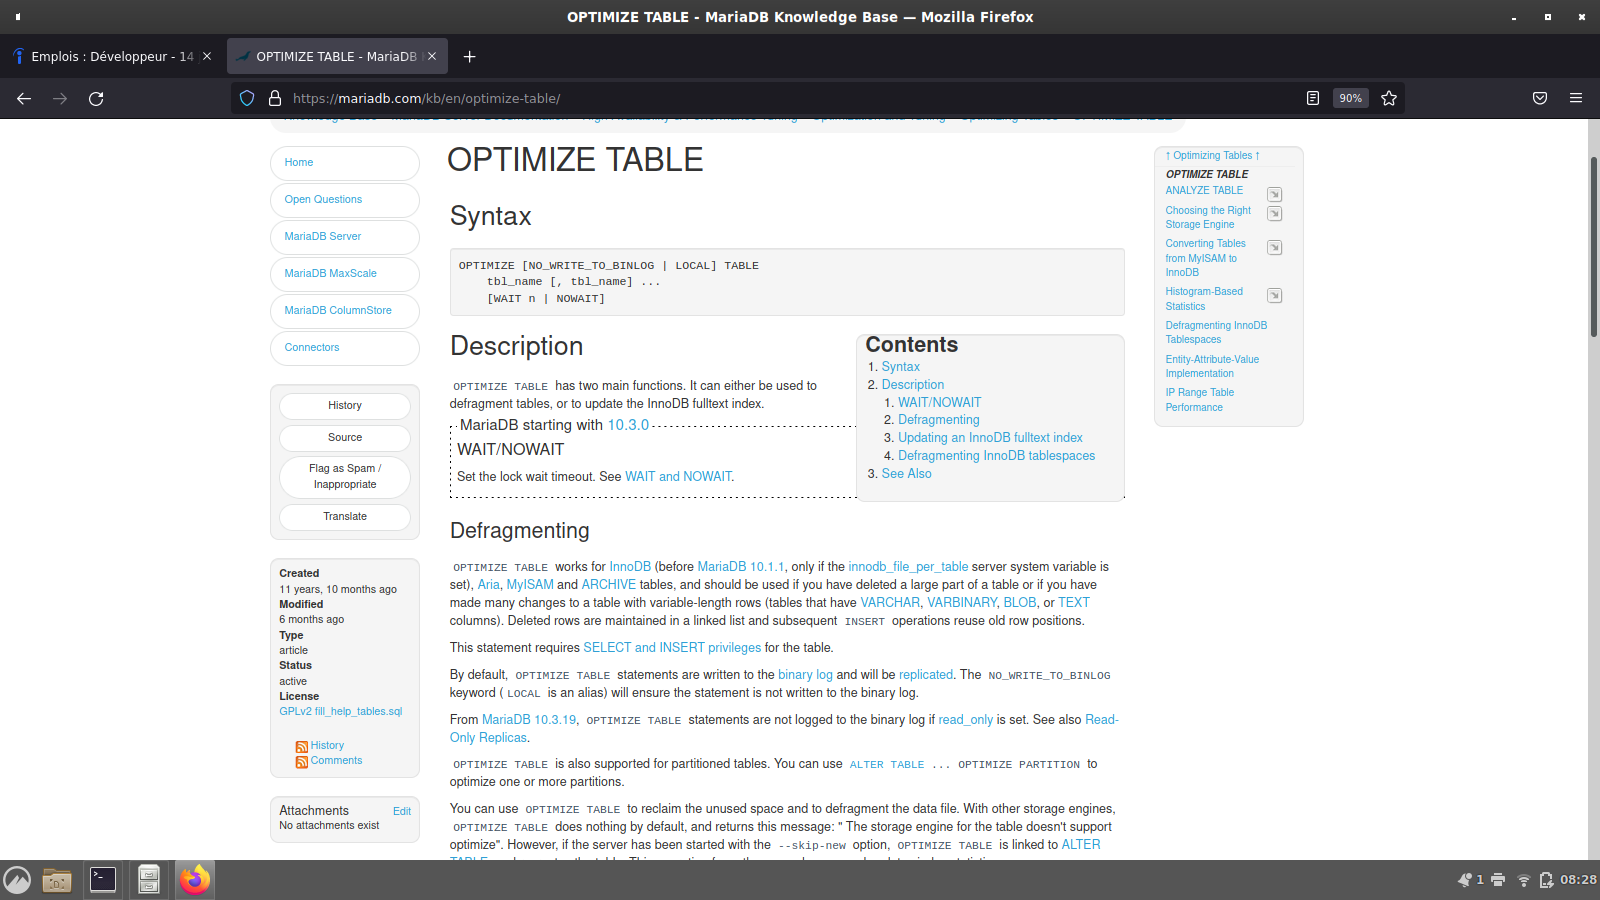 OPTIMIZE TABLE - MariaDB Knowledge Base — Mozilla Firefox
Emplois : Développeur - 14
OPTIMIZE TABLE - MariaDB
https://mariadb.com/kb/en/optimize-table/
90%
Home
Open Questions
MariaDB Server
MariaDB MaxScale
MariaDB ColumnStore
Connectors
History
Source
Flag as Spam /
Inappropriate
Translate
Created
11 years, 10 months ago
Modified
6 months ago
Type
article
Status
active
License
GPLv2 fill_help_tables.sql
History
Comments
Attachments Edit
No attachments exist
OPTIMIZE TABLE
Syntax
OPTIMIZE [NO_WRITE_TO_BINLOG | LOCAL] TABLE
tbl_name [, tbl_name] ...
[WAIT n | NOWAIT]
Description
OPTIMIZE TABLE has two main functions. It can either be used to
defragment tables, or to update the InnoDB fulltext index.
MariaDB starting with 10.3.0
WAIT/NOWAIT
Set the lock wait timeout. See WAIT and NOWAIT.
Contents
1. Syntax
2. Description
1. WAIT/NOWAIT
2. Defragmenting
3. Updating an InnoDB fulltext index
4. Defragmenting InnoDB tablespaces
3. See Also
Defragmenting
OPTIMIZE TABLE works for InnoDB (before MariaDB 10.1.1, only if the innodb_file_per_table server system variable is
set), Aria, MyISAM and ARCHIVE tables, and should be used if you have deleted a large part of a table or if you have
made many changes to a table with variable-length rows (tables that have VARCHAR, VARBINARY, BLOB, or TEXT
columns). Deleted rows are maintained in a linked list and subsequent INSERT operations reuse old row positions.
This statement requires SELECT and INSERT privileges for the table.
By default, OPTIMIZE TABLE statements are written to the binary log and will be replicated. The NO_WRITE_TO_BINLOG
keyword ( LOCAL is an alias) will ensure the statement is not written to the binary log.
From MariaDB 10.3.19, OPTIMIZE TABLE statements are not logged to the binary log if read_only is set. See also Read-
Only Replicas.
OPTIMIZE TABLE is also supported for partitioned tables. You can use ALTER TABLE ... OPTIMIZE PARTITION to
optimize one or more partitions.
You can use OPTIMIZE TABLE to reclaim the unused space and to defragment the data file. With other storage engines,
OPTIMIZE TABLE does nothing by default, and returns this message: " The storage engine for the table doesn't support
optimize". However, if the server has been started with the --skip-new option, OPTIMIZE TABLE is linked to ALTER
↑ Optimizing Tables ↑
OPTIMIZE TABLE
ANALYZE TABLE
Choosing the Right
Storage Engine
Converting Tables
from MyISAM to
InnoDB
Histogram-Based
Statistics
Defragmenting InnoDB
Tablespaces
Entity-Attribute-Value
Implementation
IP Range Table
Performance
1
08:28